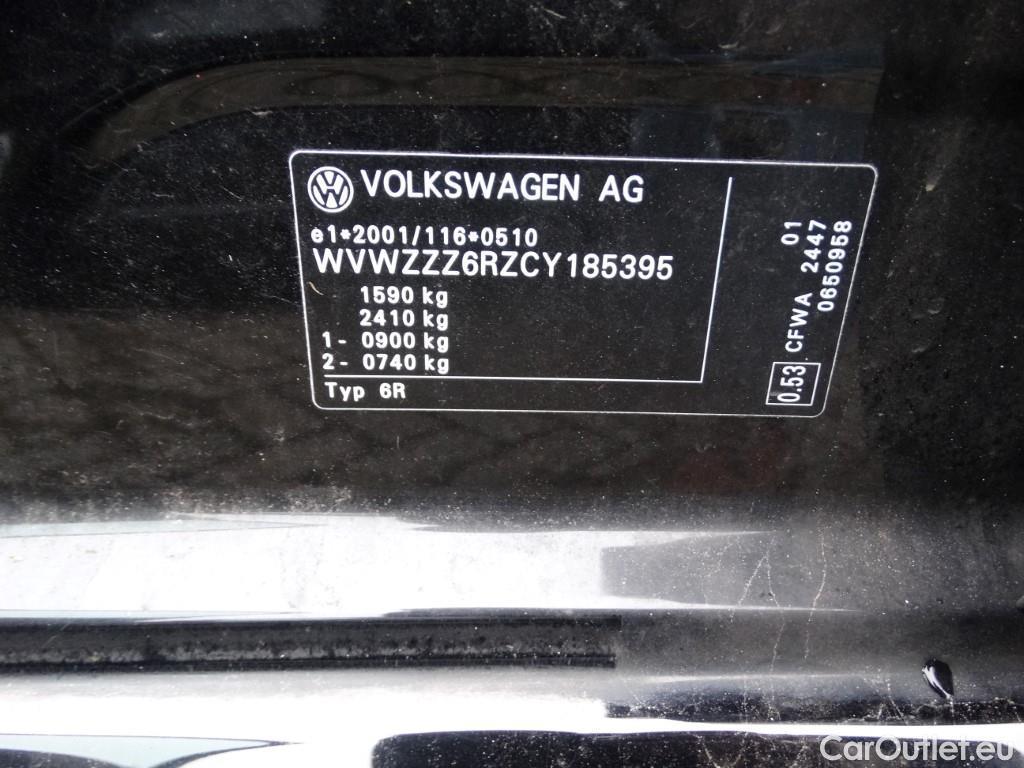 VOLKSWAGEN AG
e1*2001/116*0510
WVWZZZ6RZCY185395
1590 kg
2410 kg
1- 0900 kg
2- 0740 kg
Typ 6R
0.53 CFWA 2447 01
0650958
CarOutlet.eu